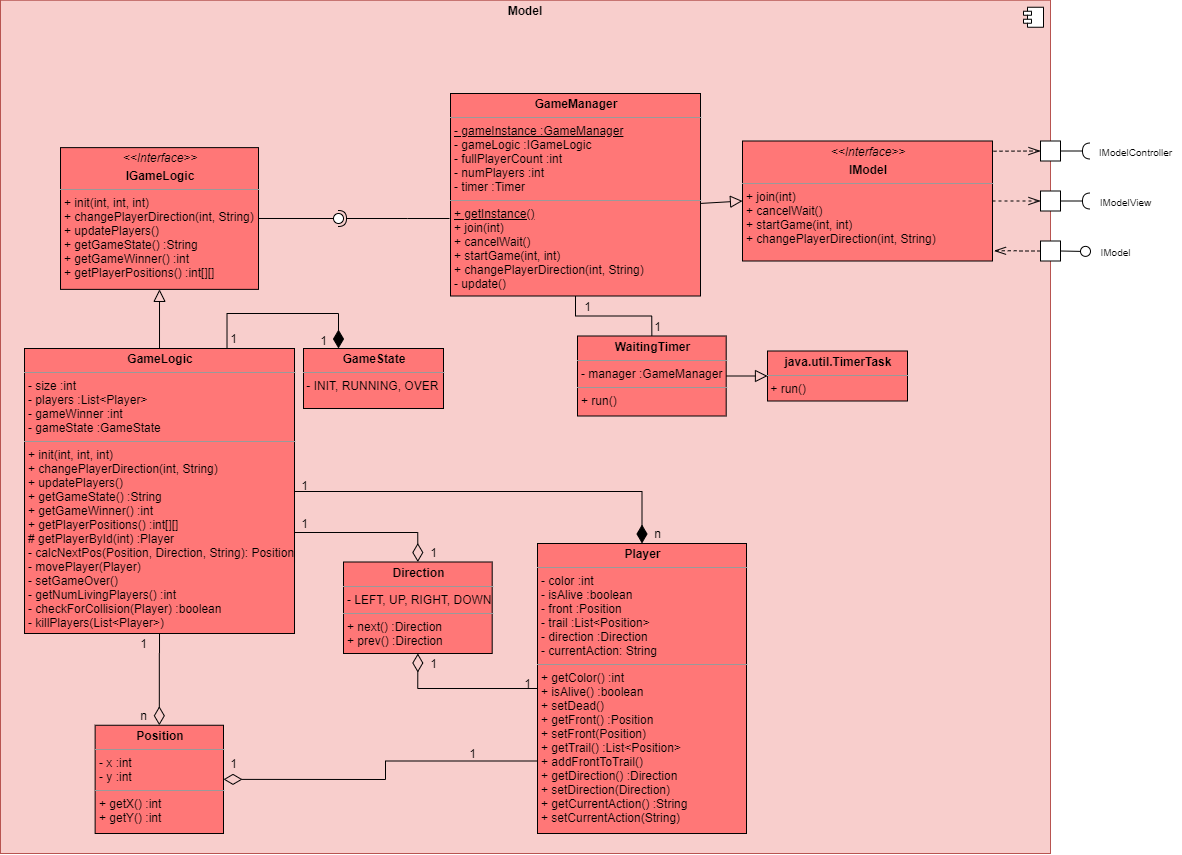 Model
GameManager
- gameInstance :GameManager
- gameLogic :IGameLogic
- fullPlayerCount :int
- numPlayers :int
- timer :Timer
+ getInstance()
+ join(int)
+ cancelWait()
+ startGame(int, int)
+ changePlayerDirection(int, String)
- update()
<<Interface>>
IGameLogic
+ init(int, int, int)
+ changePlayerDirection(int, String)
+ updatePlayers()
+ getGameState() :String
+ getGameWinner() :int
+ getPlayerPositions() :int[][]
<<Interface>>
IModel
+ join(int)
+ cancelWait()
+ startGame(int, int)
+ changePlayerDirection(int, String)
IModelController
IModelView
IModel
1
1
WaitingTimer
- manager :GameManager
+ run()
java.util.TimerTask
+ run()
1
1
GameState
- INIT, RUNNING, OVER
GameLogic
- size :int
- players :List<Player>
- gameWinner :int
- gameState :GameState
+ init(int, int, int)
+ changePlayerDirection(int, String)
+ updatePlayers()
+ getGameState() :String
+ getGameWinner() :int
+ getPlayerPositions() :int[][]
# getPlayerById(int) :Player
- calcNextPos(Position, Direction, String): Position
- movePlayer(Player)
- setGameOver()
- getNumLivingPlayers() :int
- checkForCollision(Player) :boolean
- killPlayers(List<Player>)
1
n
1
1
Direction
- LEFT, UP, RIGHT, DOWN
+ next() :Direction
+ prev() :Direction
1
1
Player
- color :int
- isAlive :boolean
- front :Position
- trail :List<Position>
- direction :Direction
- currentAction: String
+ getColor() :int
+ isAlive() :boolean
+ setDead()
+ getFront() :Position
+ setFront(Position)
+ getTrail() :List<Position>
+ addFrontToTrail()
+ getDirection() :Direction
+ setDirection(Direction)
+ getCurrentAction() :String
+ setCurrentAction(String)
1
n
Position
- x :int
- y :int
+ getX() :int
+ getY() :int
1
1